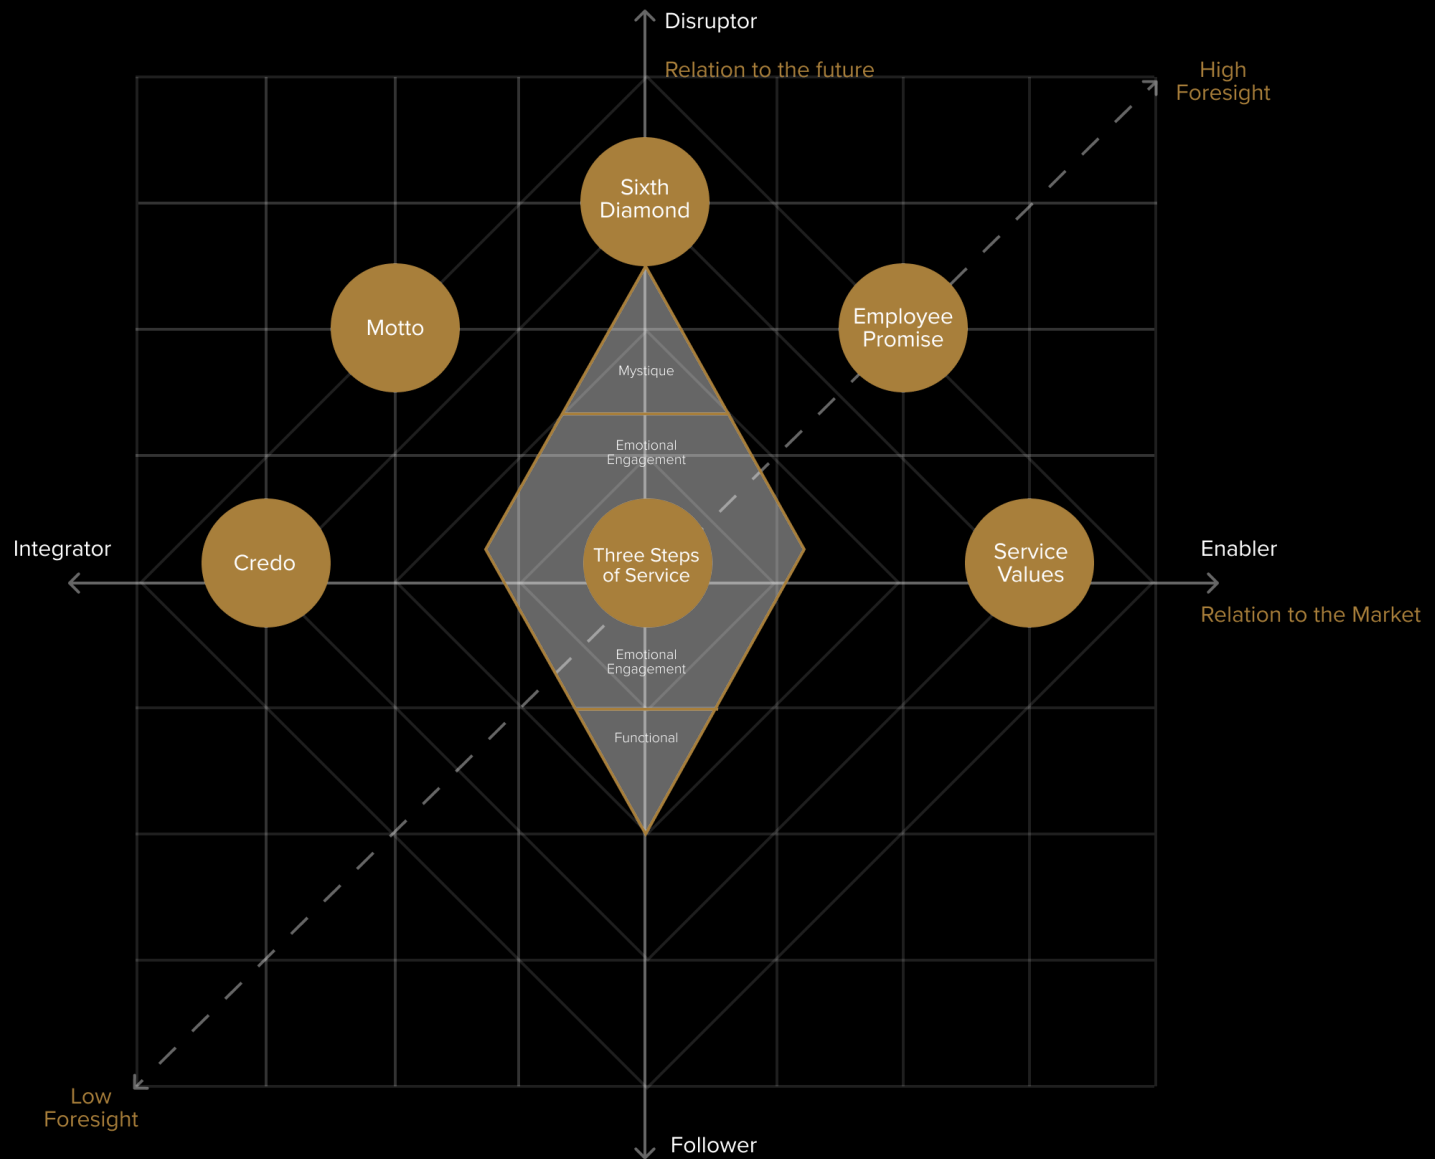 Disruptor
Relation to the future
High
Foresight
Sixth
Diamond
Motto
Employee
Promise
Mystique
Emotional
Engagement
Integrator
Credo
Three Steps
of Service
Service
Values
Enabler
Relation to the Market
Emotional
Engagement
Functional
Low
Foresight
Follower